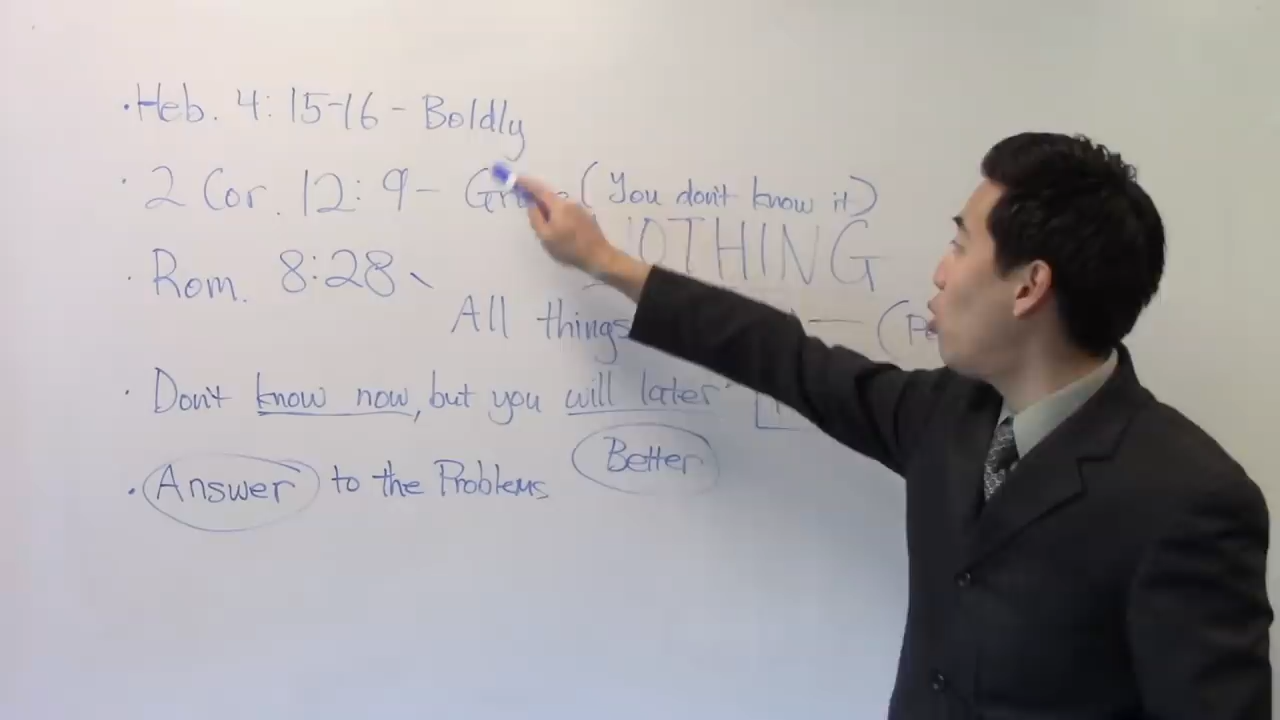 · Heb. 4:15-16 - Boldly
· 2 Cor. 12:9 - (You don't know it)
NOTHING
· Rom. 8:28
All things
· Don't know now, but you will later
Better
· Answer to the Problems